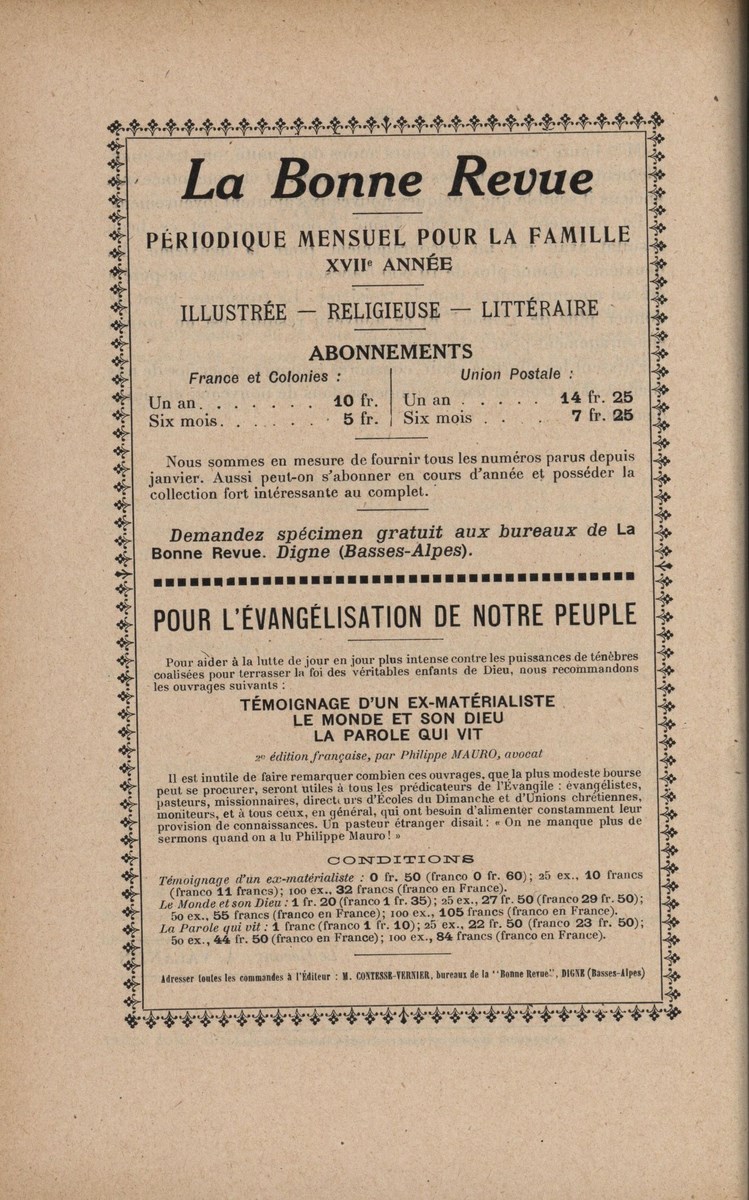 La Bonne Revue
PÉRIODIQUE MENSUEL POUR LA FAMILLE
XVIIe ANNÉE
ILLUSTRÉE — RELIGIEUSE — LITTÉRAIRE
ABONNEMENTS
France et Colonies :
Un an. . . . . . . 10 fr.
Six mois. . . . . . . 5 fr.
Union Postale :
Un an . . . . . 14 fr. 25
Six mois . . . 7 fr. 25
Nous sommes en mesure de fournir tous les numéros parus depuis
janvier. Aussi peut-on s'abonner en cours d'année et posséder la
collection fort intéressante au complet.
Demandez spécimen gratuit aux bureaux de La
Bonne Revue. Digne (Basses-Alpes).
POUR L'ÉVANGÉLISATION DE NOTRE PEUPLE
Pour aider à la lutte de jour en jour plus intense contre les puissances de ténèbres
coalisées pour terrasser la foi des véritables enfants de Dieu, nous recommandons
les ouvrages suivants :
TÉMOIGNAGE D'UN EX-MATÉRIALISTE
LE MONDE ET SON DIEU
LA PAROLE QUI VIT
2e édition française, par Philippe MAURO, avocat
Il est inutile de faire remarquer combien ces ouvrages, que la plus modeste bourse
peut se procurer, seront utiles à tous les prédicateurs de l'Évangile : évangélistes,
pasteurs, missionnaires, direct urs d'Écoles du Dimanche et d'Unions chrétiennes,
moniteurs, et à tous ceux, en général, qui ont besoin d'alimenter constamment leur
provision de connaissances. Un pasteur étranger disait : « On ne manque plus de
sermons quand on a lu Philippe Mauro ! »
CONDITIONS
Témoignage d'un ex-matérialiste : 0 fr. 50 (franco 0 fr. 60); 25 ex., 10 francs
(franco 11 francs); 100 ex., 32 francs (franco en France).
Le Monde et son Dieu : 1 fr. 20 (franco 1 fr. 35); 25 ex., 27 fr. 50 (franco 29 fr. 50);
50 ex., 55 francs (franco en France); 100 ex., 105 francs (franco en France).
La Parole qui vit : 1 franc (franco 1 fr. 10); 25 ex., 22 fr. 50 (franco 23 fr. 50);
50 ex., 44 fr. 50 (franco en France); 100 ex., 84 francs (franco en France).
Adresser toutes les commandes à l'Éditeur : M. CONTESSE-VERNIER, bureaux de la "Bonne Revue", DIGNE (Basses-Alpes)